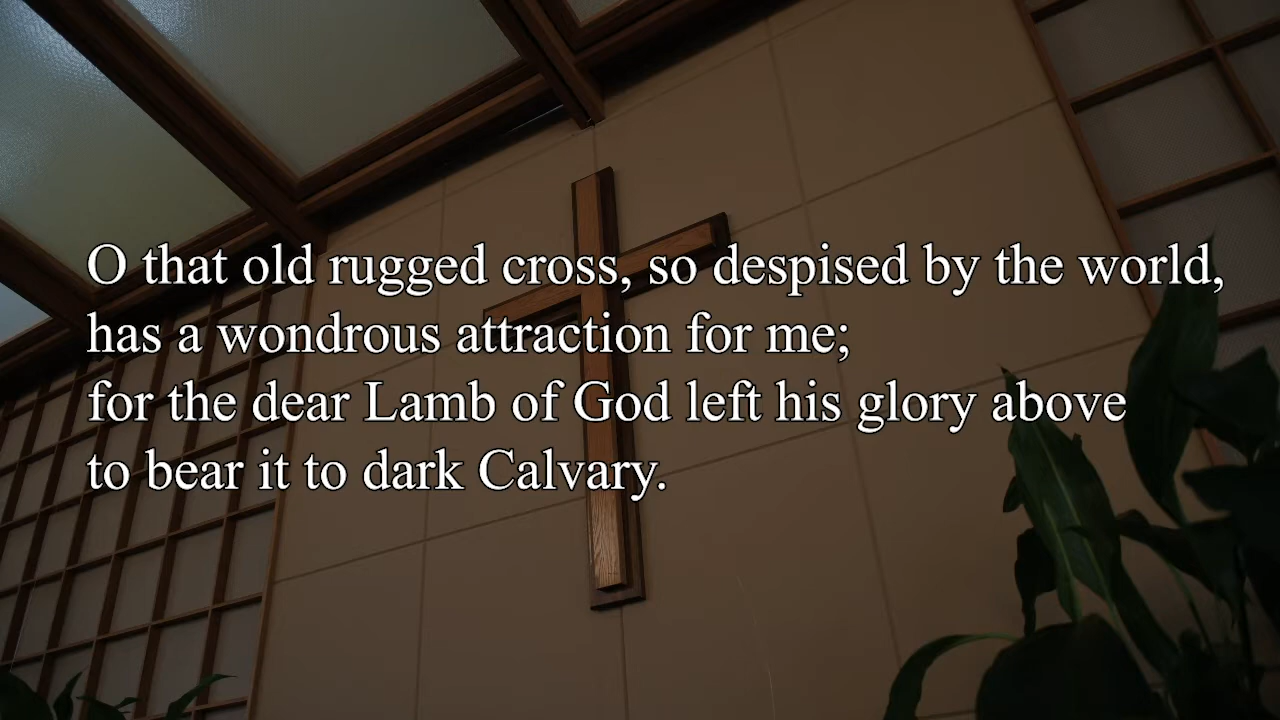 O that old rugged cross, so despised by the world,
has a wondrous attraction for me;
for the dear Lamb of God left his glory above
to bear it to dark Calvary.